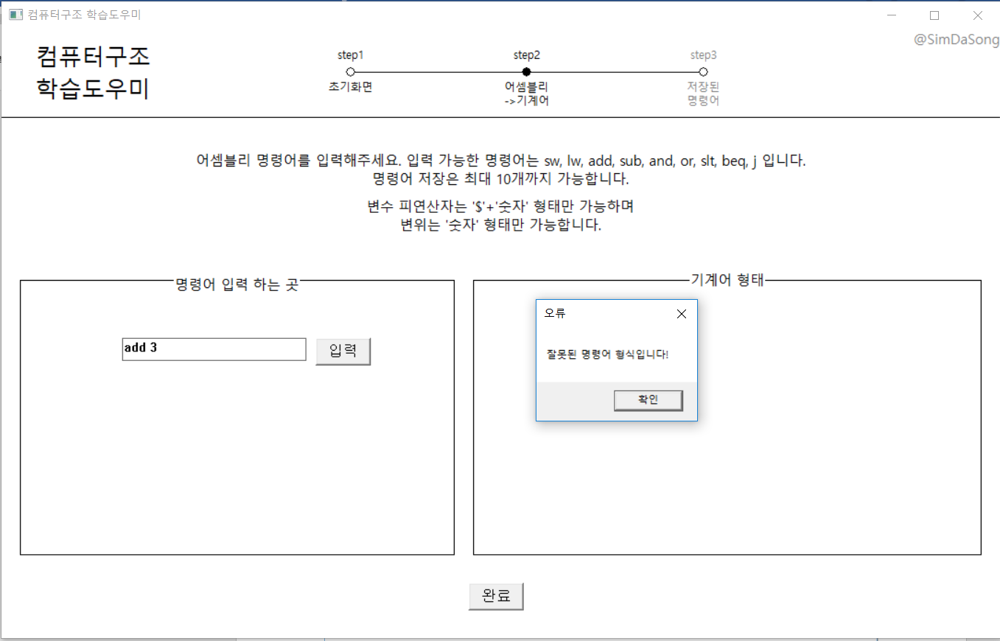 컴퓨터구조 학습도우미
@SimDaSong
컴퓨터구조
학습도우미
step1
초기화면
step2
어셈블리
->기계어
step3
저장된
명령어
어셈블리 명령어를 입력해주세요. 입력 가능한 명령어는 sw, lw, add, sub, and, or, slt, beq, j 입니다.
명령어 저장은 최대 10개까지 가능합니다.
변수 피연산자는 '$'+'숫자' 형태만 가능하며
변위는 '숫자' 형태만 가능합니다.
명령어 입력 하는 곳
add 3
입력
기계어 형태
오류
잘못된 명령어 형식입니다!
확인
완료